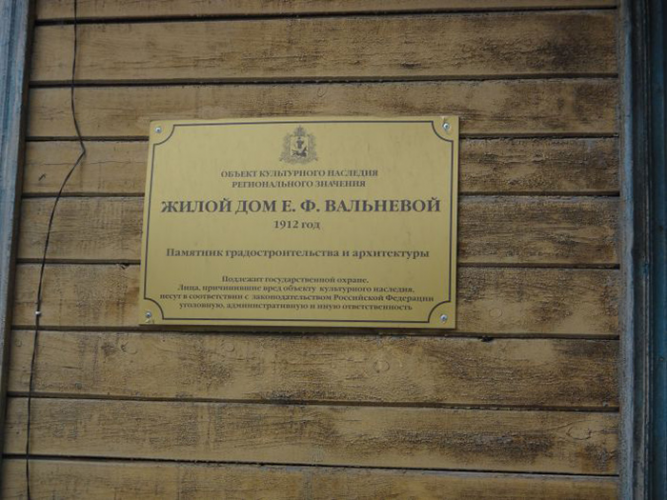 ОБЪЕКТ КУЛЬТУРНОГО НАСЛЕДИЯ
РЕГИОНАЛЬНОГО ЗНАЧЕНИЯ
ЖИЛОЙ ДОМ Е. Ф. ВАЛЬНЕВОЙ
1912 год
Памятник градостроительства и архитектуры
Подлежит государственной охране.
Лица, причинившие вред объекту культурного наследия,
несут в соответствии с законодательством Российской Федерации
уголовную, административную и иную ответственность